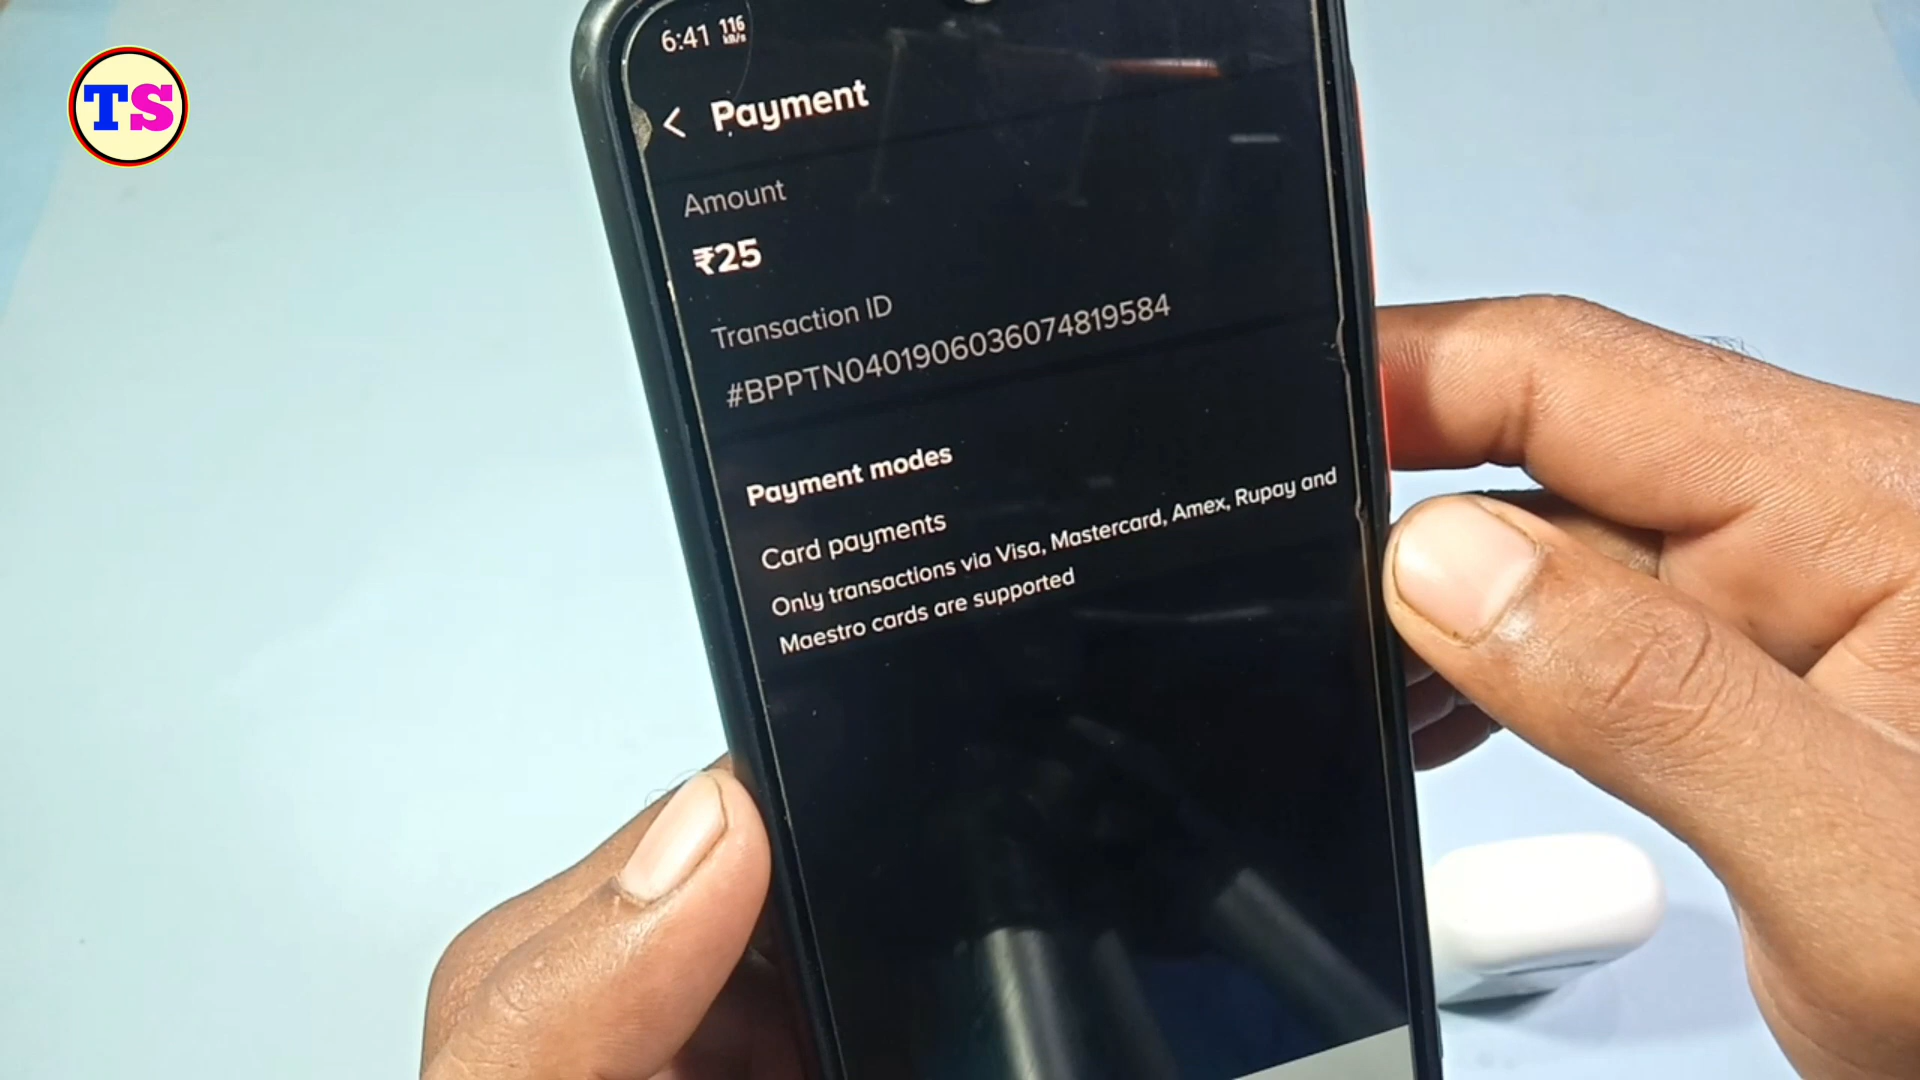 TS
6:41 116 kB/s
< Payment
Amount
₹25
Transaction ID
#BPPTN0401906036074819584
Payment modes
Card payments
Only transactions via Visa, Mastercard, Amex, Rupay and
Maestro cards are supported